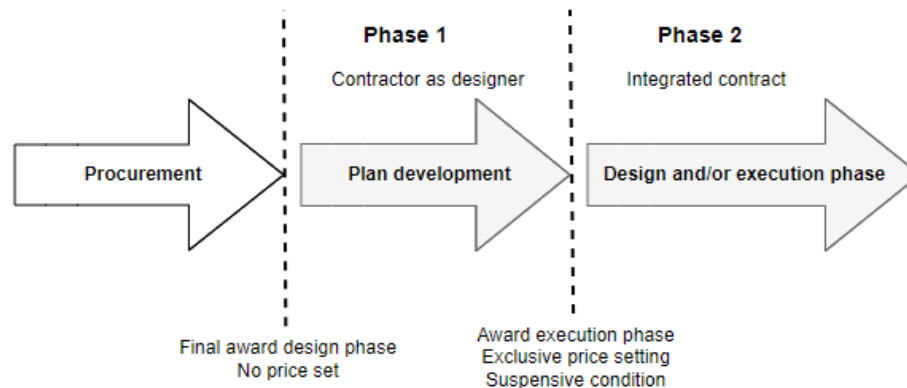 Phase 1
Phase 2
Contractor as designer
Integrated contract
Procurement
Plan development
Design and/or execution phase
Final award design phase
No price set
Award execution phase
Exclusive price setting
Suspensive condition